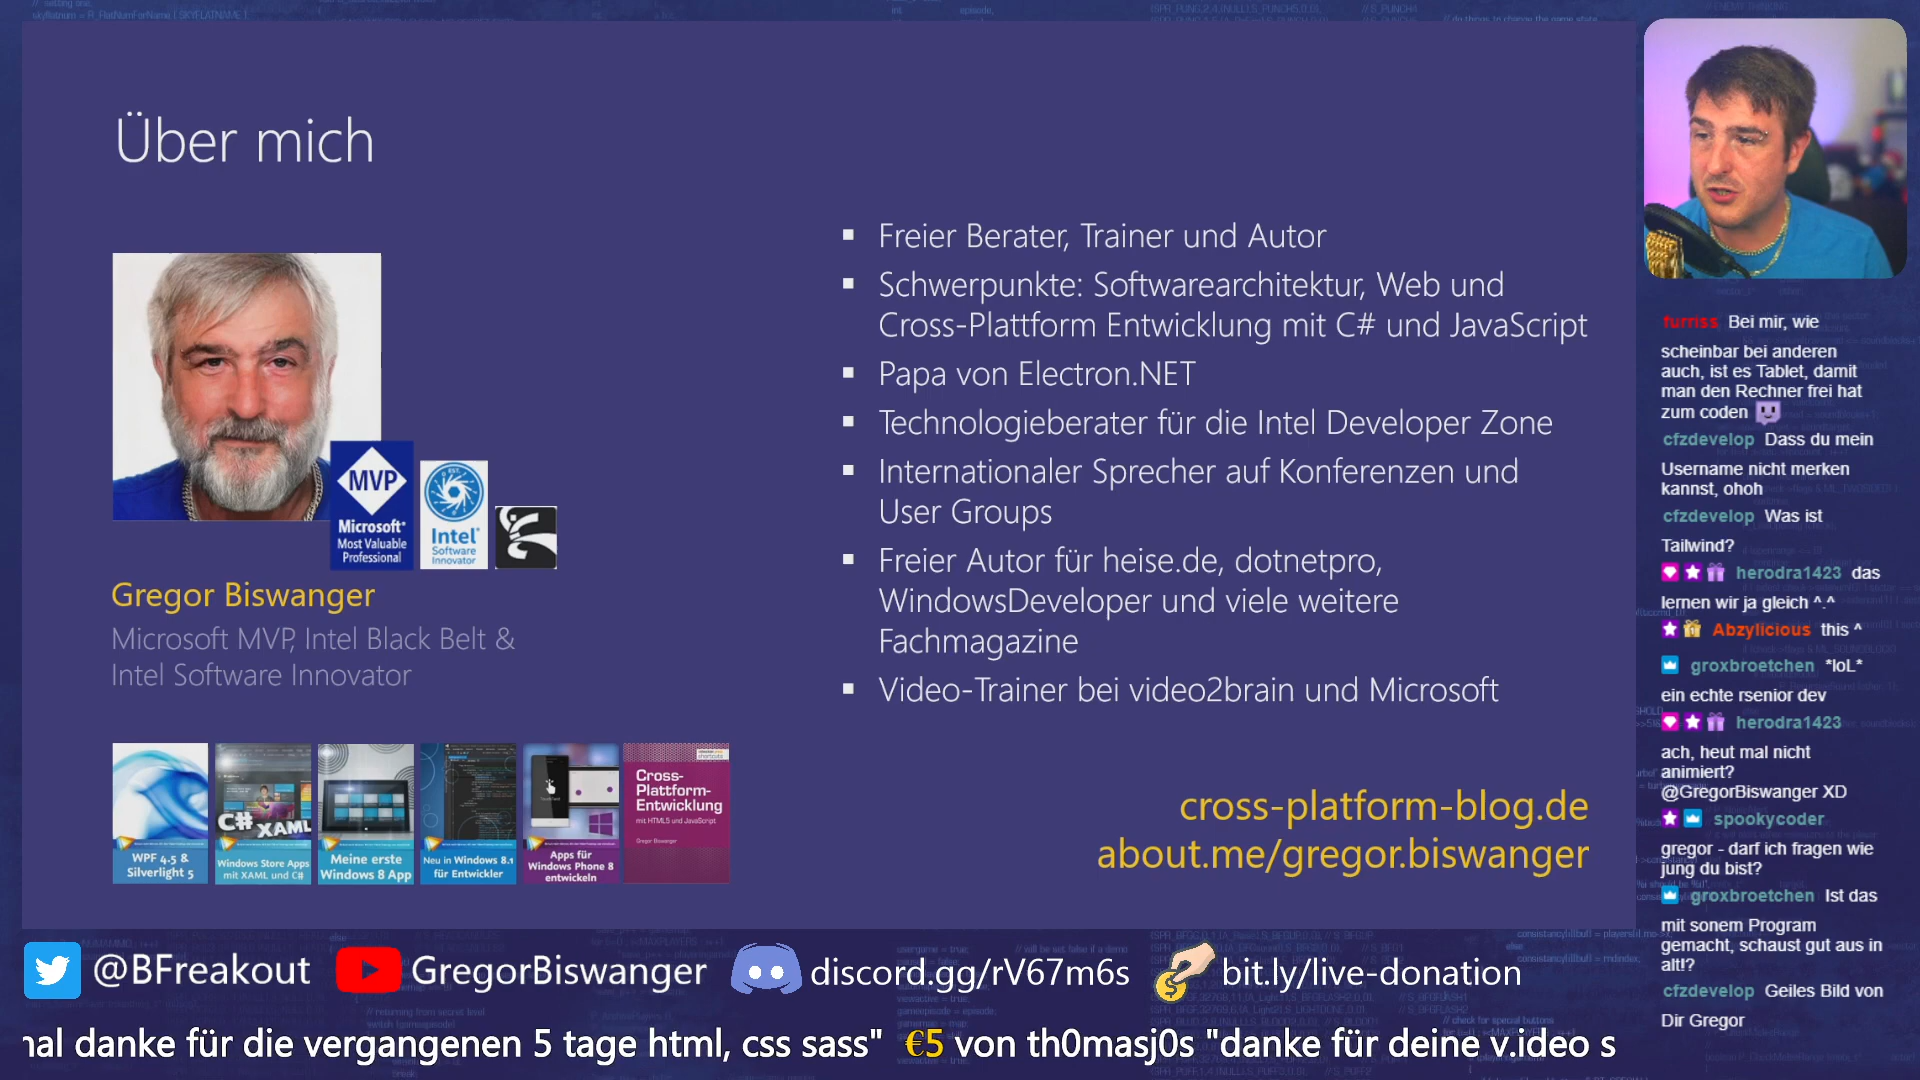 Über mich
Freier Berater, Trainer und Autor
Schwerpunkte: Softwarearchitektur, Web und
Cross-Plattform Entwicklung mit C# und JavaScript
Papa von Electron.NET
Technologieberater für die Intel Developer Zone
Internationaler Sprecher auf Konferenzen und
User Groups
Freier Autor für heise.de, dotnetpro,
WindowsDeveloper und viele weitere
Fachmagazine
Video-Trainer bei video2brain und Microsoft
MVP
Microsoft®
Most Valuable
Professional
Intel®
Software
Innovator
Gregor Biswanger
Microsoft MVP, Intel Black Belt &
Intel Software Innovator
WPF 4.5 &
Silverlight 5
C# XAML
Windows Store Apps
mit XAML und C#
Meine erste
Windows 8 App
Neu in Windows 8.1
für Entwickler
Apps für
Windows Phone 8
entwickeln
Cross-
Plattform-
Entwicklung
mit HTML5 und JavaScript
Gregor Biswanger
cross-platform-blog.de
about.me/gregor.biswanger
furriss Bei mir, wie
scheinbar bei anderen
auch, ist es Tablet, damit
man den Rechner frei hat
zum coden
cfzdevelop Dass du mein
Username nicht merken
kannst, ohoh
cfzdevelop Was ist
Tailwind?
herodra1423 das
lernen wir ja gleich ^.^
Abzylicious this ^
groxbroetchen *loL*
ein echte rsenior dev
herodra1423
ach, heut mal nicht
animiert?
@GregorBiswanger XD
spookycoder
gregor - darf ich fragen wie
jung du bist?
groxbroetchen Ist das
mit sonem Program
gemacht, schaust gut aus in
alt!?
cfzdevelop Geiles Bild von
Dir Gregor
@BFreakout GregorBiswanger discord.gg/rV67m6s bit.ly/live-donation
nal danke für die vergangenen 5 tage html, css sass" €5 von th0masj0s "danke für deine v.ideo s